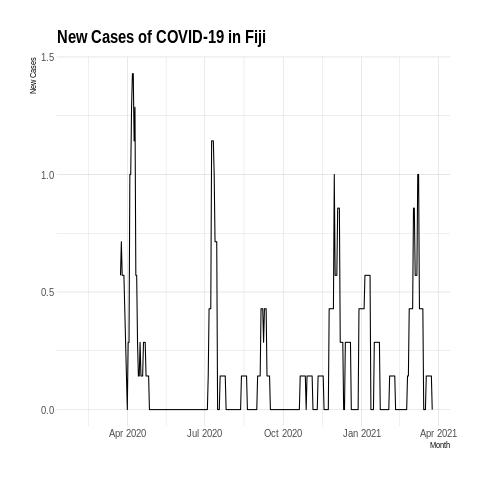 New Cases of COVID-19 in Fiji
New Cases
1.5
1.0
0.5
0.0
Apr 2020 Jul 2020 Oct 2020 Jan 2021 Apr 2021
Month